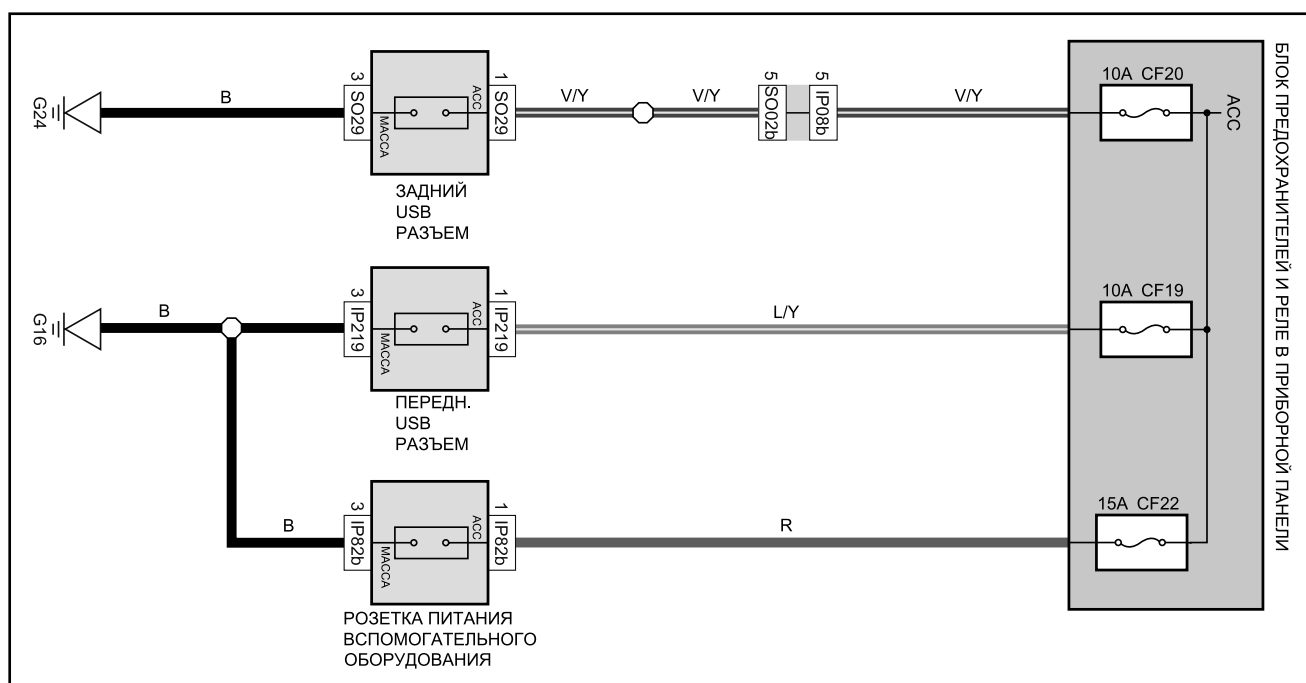 БЛОК ПРЕДОХРАНИТЕЛЕЙ И РЕЛЕ В ПРИБОРНОЙ ПАНЕЛИ
ACC
G24
B
3 SO29
МАССА
ACC
1 SO29
V/Y
V/Y
5 SO02b
5 IP08b
V/Y
10A CF20
ЗАДНИЙ
USB
РАЗЪЕМ
G16
B
3 IP219
МАССА
ACC
1 IP219
L/Y
10A CF19
ПЕРЕДН.
USB
РАЗЪЕМ
B
3 IP82b
МАССА
ACC
1 IP82b
R
15A CF22
РОЗЕТКА ПИТАНИЯ
ВСПОМОГАТЕЛЬНОГО
ОБОРУДОВАНИЯ